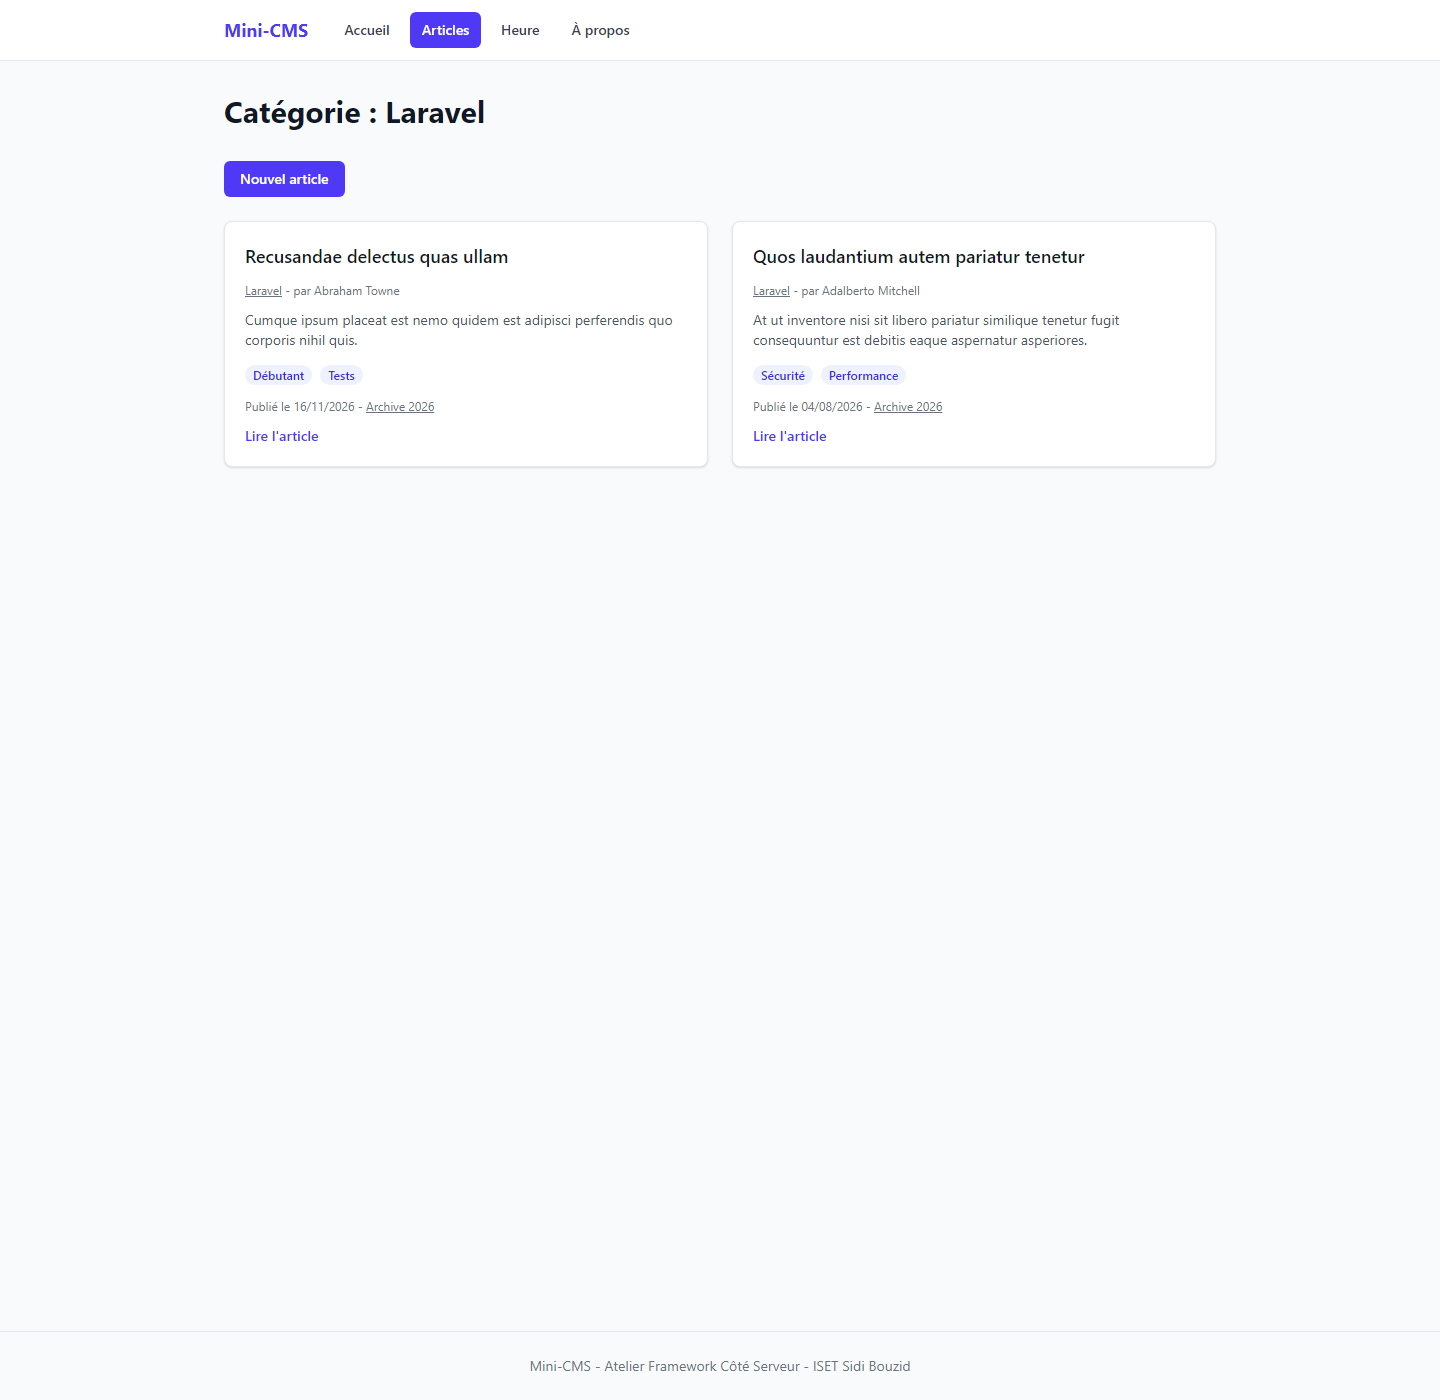 Mini-CMS Accueil Articles Heure À propos
Catégorie : Laravel
Nouvel article
Recusandae delectus quas ullam
Laravel - par Abraham Towne
Cumque ipsum placeat est nemo quidem est adipisci perferendis quo
corporis nihil quis.
Débutant Tests
Publié le 16/11/2026 - Archive 2026
Lire l'article
Quos laudantium autem pariatur tenetur
Laravel - par Adalberto Mitchell
At ut inventore nisi sit libero pariatur similique tenetur fugit
consequuntur est debitis eaque aspernatur asperiores.
Sécurité Performance
Publié le 04/08/2026 - Archive 2026
Lire l'article
Mini-CMS - Atelier Framework Côté Serveur - ISET Sidi Bouzid